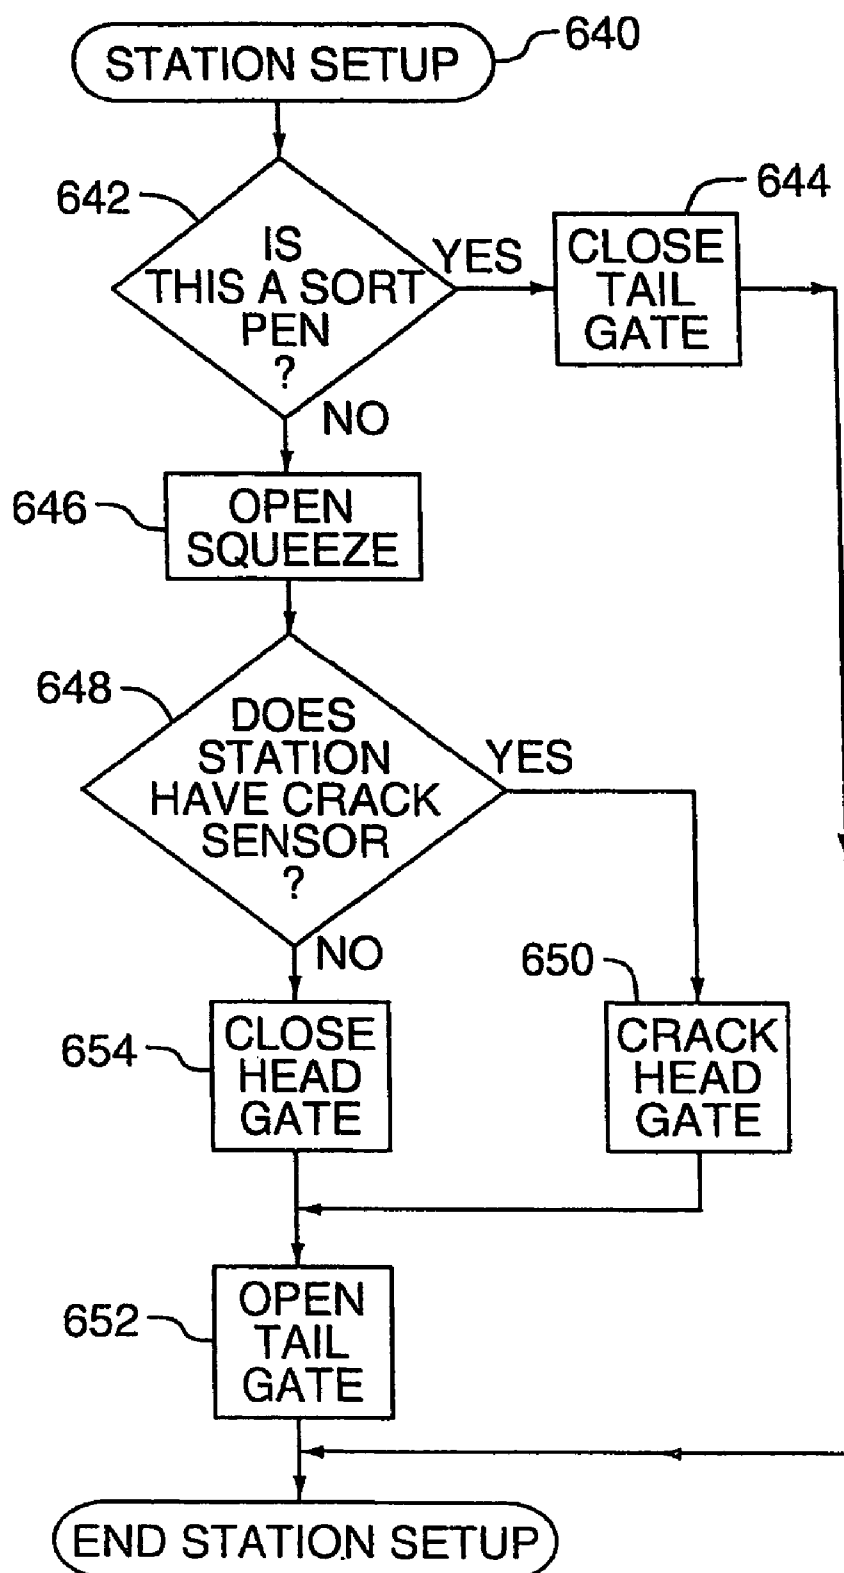 STATION SETUP
640
642
IS
THIS A SORT
PEN
?
YES
644
CLOSE
TAIL
GATE
NO
646
OPEN
SQUEEZE
648
DOES
STATION
HAVE CRACK
SENSOR
?
YES
NO
650
CRACK
HEAD
GATE
654
CLOSE
HEAD
GATE
652
OPEN
TAIL
GATE
END STATION SETUP